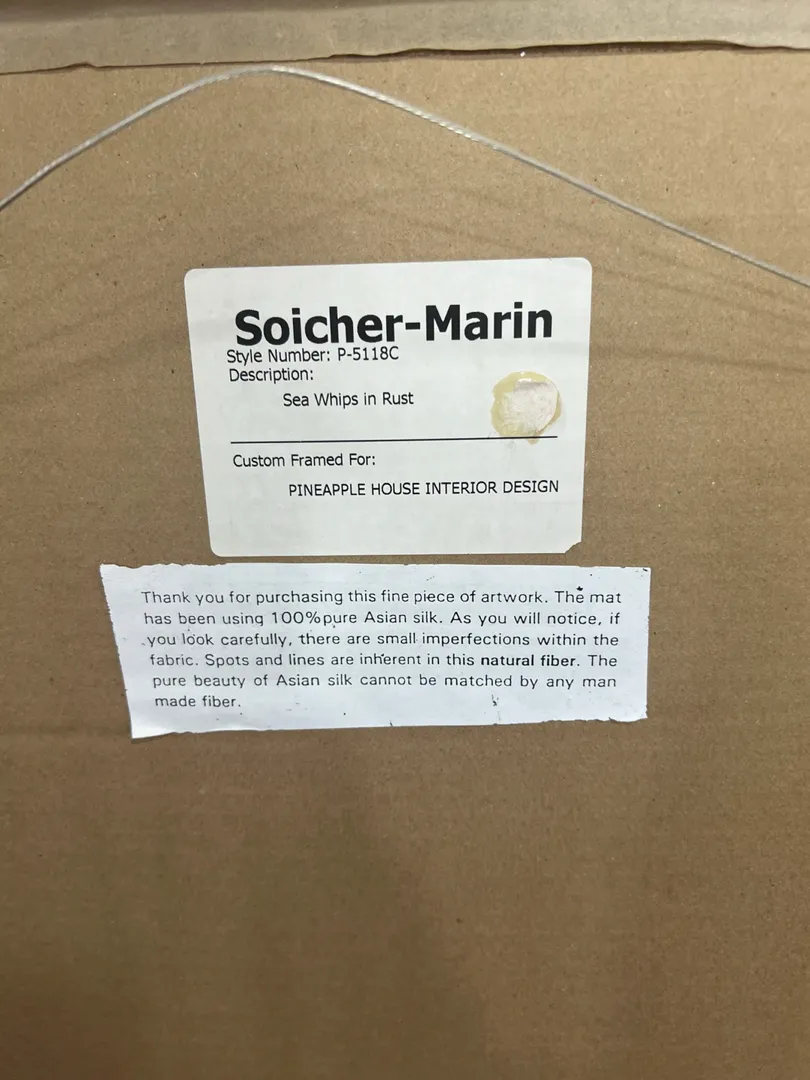 Soicher-Marin
Style Number: P-5118C
Description:
Sea Whips in Rust
Custom Framed For:
PINEAPPLE HOUSE INTERIOR DESIGN
Thank you for purchasing this fine piece of artwork. The mat
has been using 100%pure Asian silk. As you will notice, if
you look carefully, there are small imperfections within the
fabric. Spots and lines are inherent in this natural fiber. The
pure beauty of Asian silk cannot be matched by any man
made fiber.